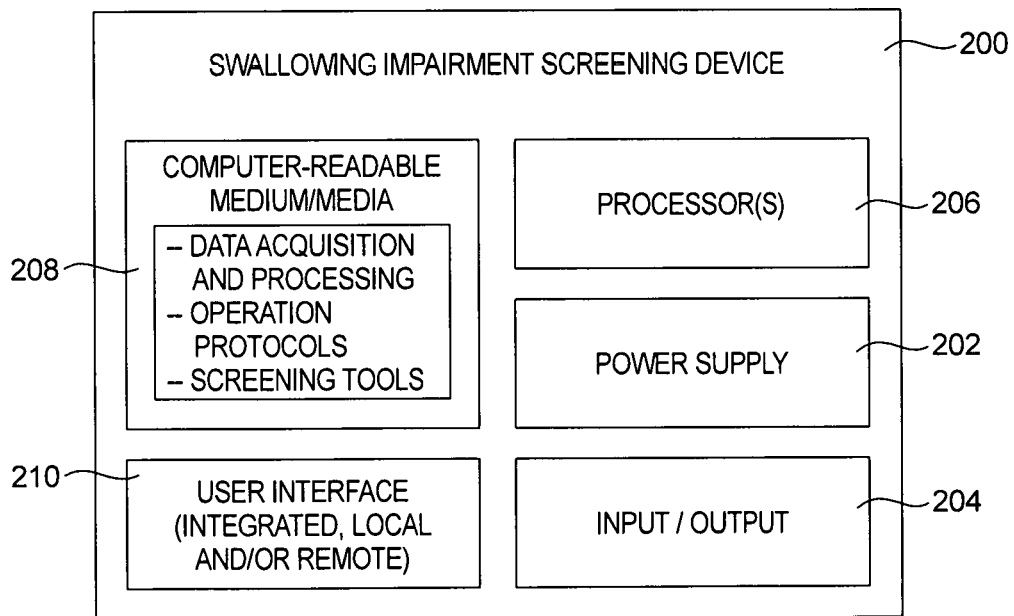 SWALLOWING IMPAIRMENT SCREENING DEVICE
200
COMPUTER-READABLE
MEDIUM/MEDIA
– DATA ACQUISITION
AND PROCESSING
– OPERATION
PROTOCOLS
– SCREENING TOOLS
208
PROCESSOR(S)
206
POWER SUPPLY
202
210
USER INTERFACE
(INTEGRATED, LOCAL
AND/OR REMOTE)
INPUT / OUTPUT
204